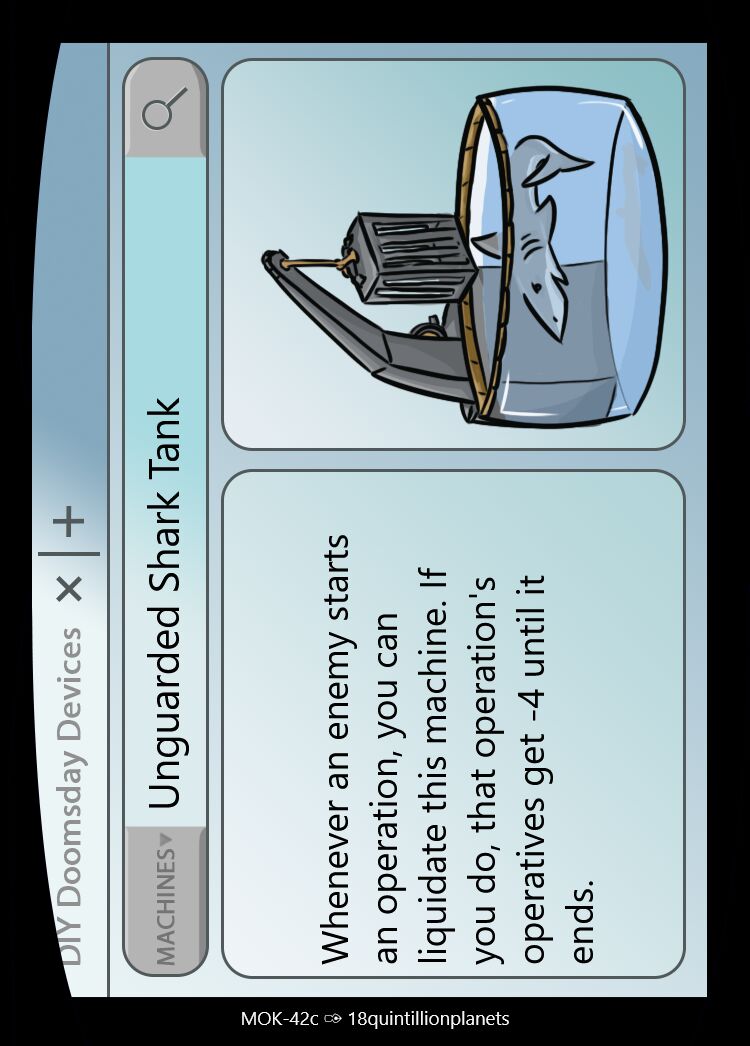 DIY Doomsday Devices × | +
MACHINES▾ Unguarded Shark Tank
Whenever an enemy starts
an operation, you can
liquidate this machine. If
you do, that operation's
operatives get -4 until it
ends.
MOK-42c ✑ 18quintillionplanets